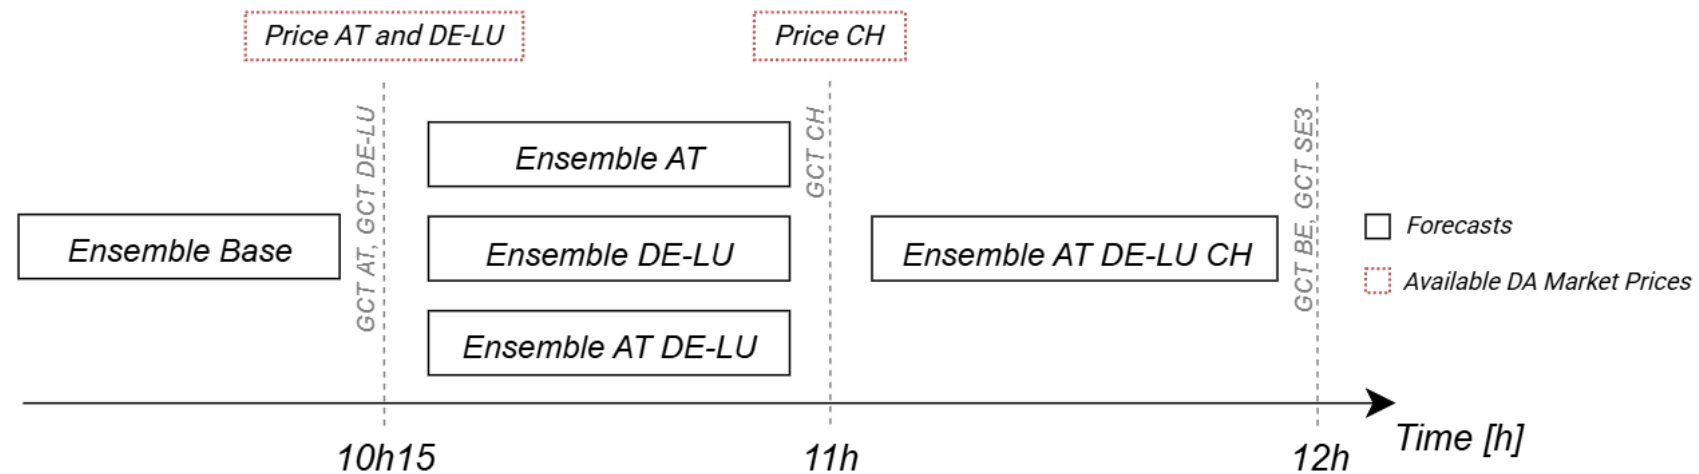 Price AT and DE-LU
Price CH
GCT AT, GCT DE-LU
GCT CH
GCT BE, GCT SE3
Ensemble Base
Ensemble AT
Ensemble DE-LU
Ensemble AT DE-LU
Ensemble AT DE-LU CH
Forecasts
Available DA Market Prices
10h15
11h
12h
Time [h]